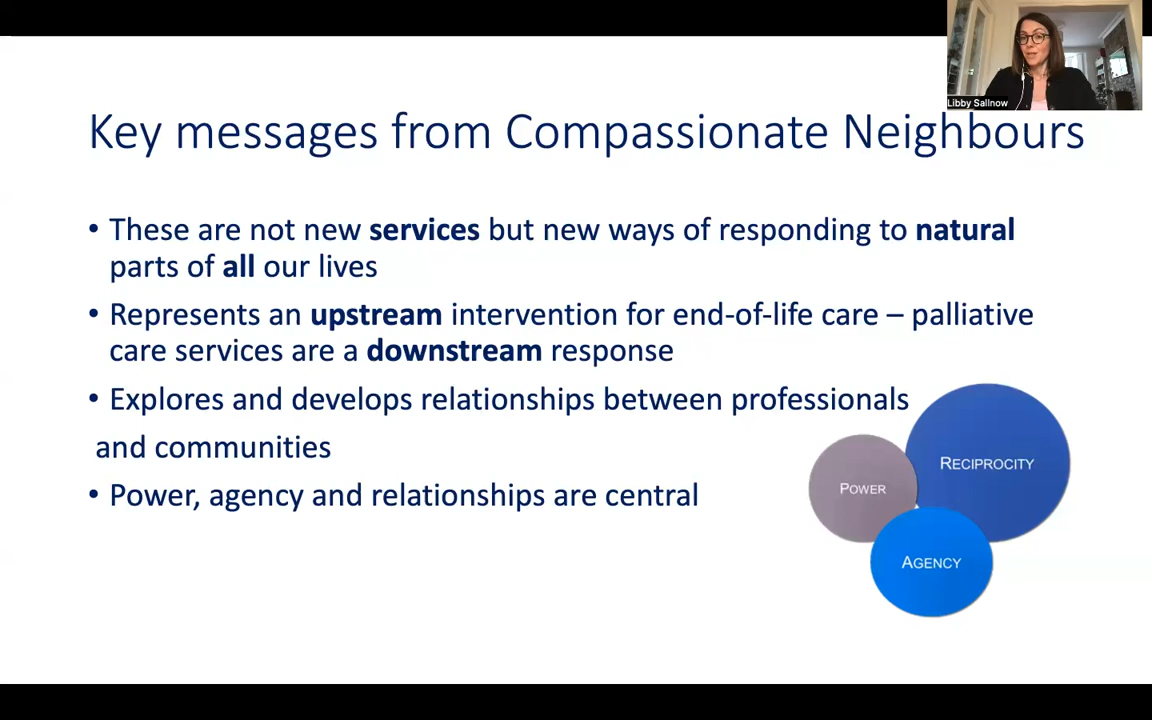 Libby Sallnow
Key messages from Compassionate Neighbours
• These are not new services but new ways of responding to natural
parts of all our lives
• Represents an upstream intervention for end-of-life care – palliative
care services are a downstream response
• Explores and develops relationships between professionals
and communities
• Power, agency and relationships are central
RECIPROCITY
POWER
AGENCY